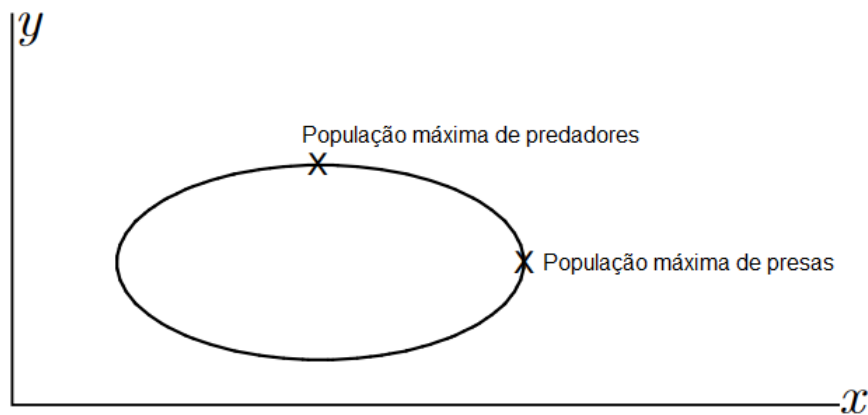 y
População máxima de predadores
X
X População máxima de presas
x